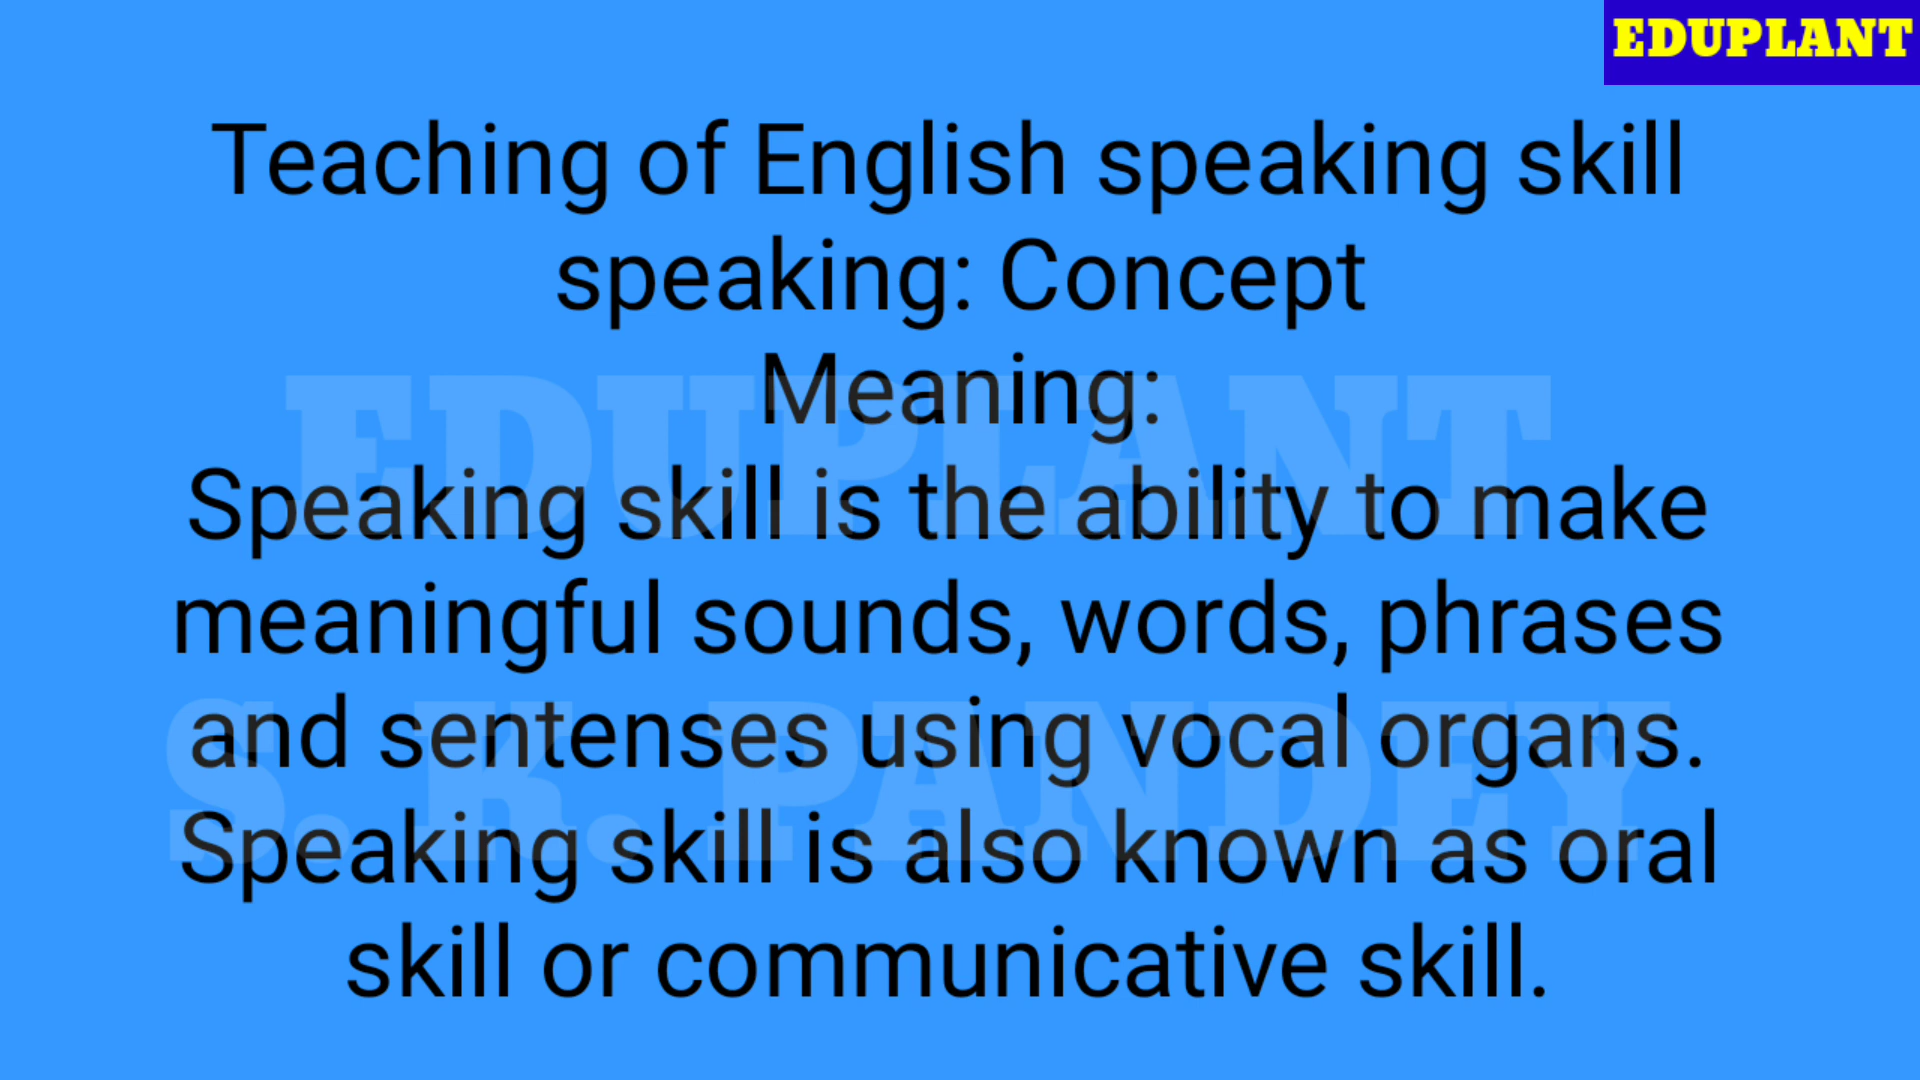 EDUPLANT
Teaching of English speaking skill
speaking: Concept
Meaning:
EDUPLANT
Speaking skill is the ability to make
meaningful sounds, words, phrases
and sentenses using vocal organs.
S. K. PANDEY
Speaking skill is also known as oral
skill or communicative skill.